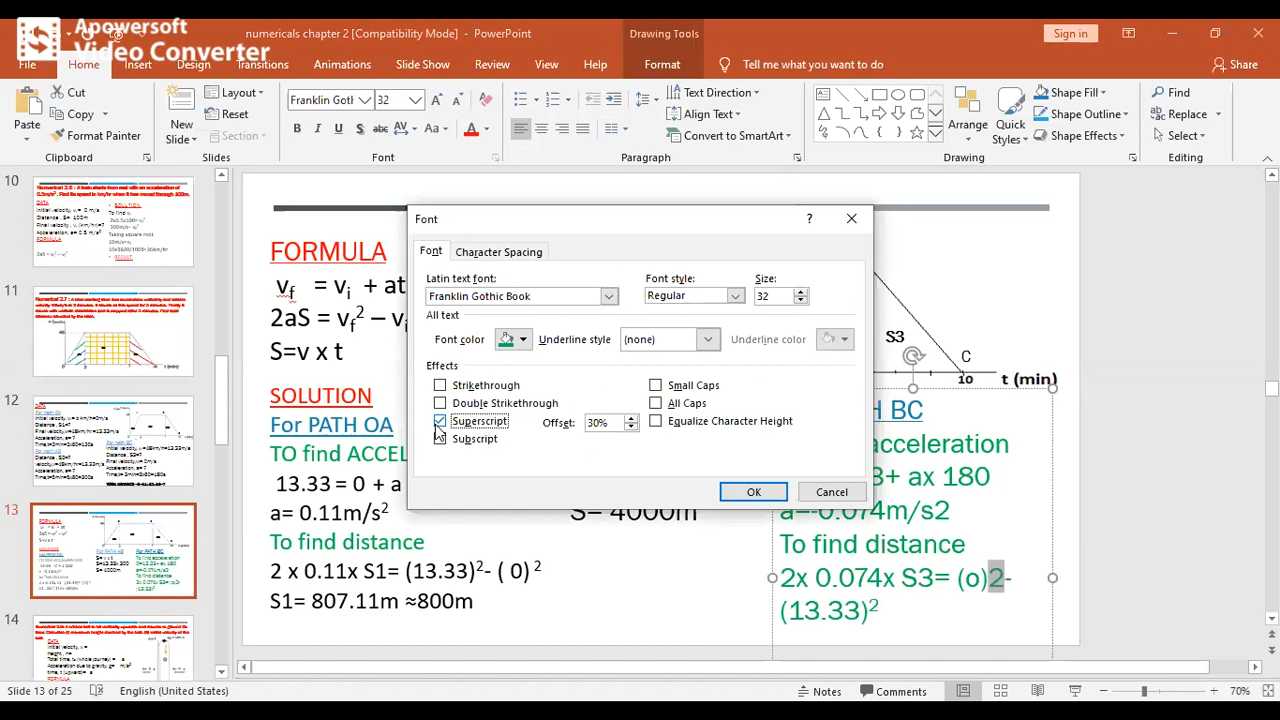 Apowersoft
Video Converter
numericals chapter 2 [Compatibility Mode] - PowerPoint
Drawing Tools
Sign in
File Home Insert Design Transitions Animations Slide Show Review View Help Format Tell me what you want to do Share
Paste
Cut
Copy
Format Painter
Clipboard
New
Slide
Layout
Reset
Section
Slides
Franklin Gotl 32
B I U S abc AV Aa A
Font
Text Direction
Align Text
Convert to SmartArt
Paragraph
Arrange
Quick
Styles
Shape Fill
Shape Outline
Shape Effects
Drawing
Find
Replace
Select
Editing
10
11
12
13
14
FORMULA
vf = vi + at
2aS = vf² – vi
S=v x t
SOLUTION
For PATH OA
TO find ACCEL
13.33 = 0 + a
a= 0.11m/s²
To find distance
2 x 0.11x S1= (13.33)²- ( 0) ²
S1= 807.11m ≈800m
S= 4000m
S3
C
10 t (min)
H BC
acceleration
3+ ax 180
a=-0.074m/s2
To find distance
2x 0.074x S3= (o)2-
(13.33)²
Font
?
Font Character Spacing
Latin text font:
Franklin Gothic Book
Font style:
Regular
Size:
32
All text
Font color
Underline style
(none)
Underline color
Effects
Strikethrough
Double Strikethrough
Superscript
Offset: 30%
Subscript
Small Caps
All Caps
Equalize Character Height
OK
Cancel
Slide 13 of 25
English (United States)
Notes
Comments
70%